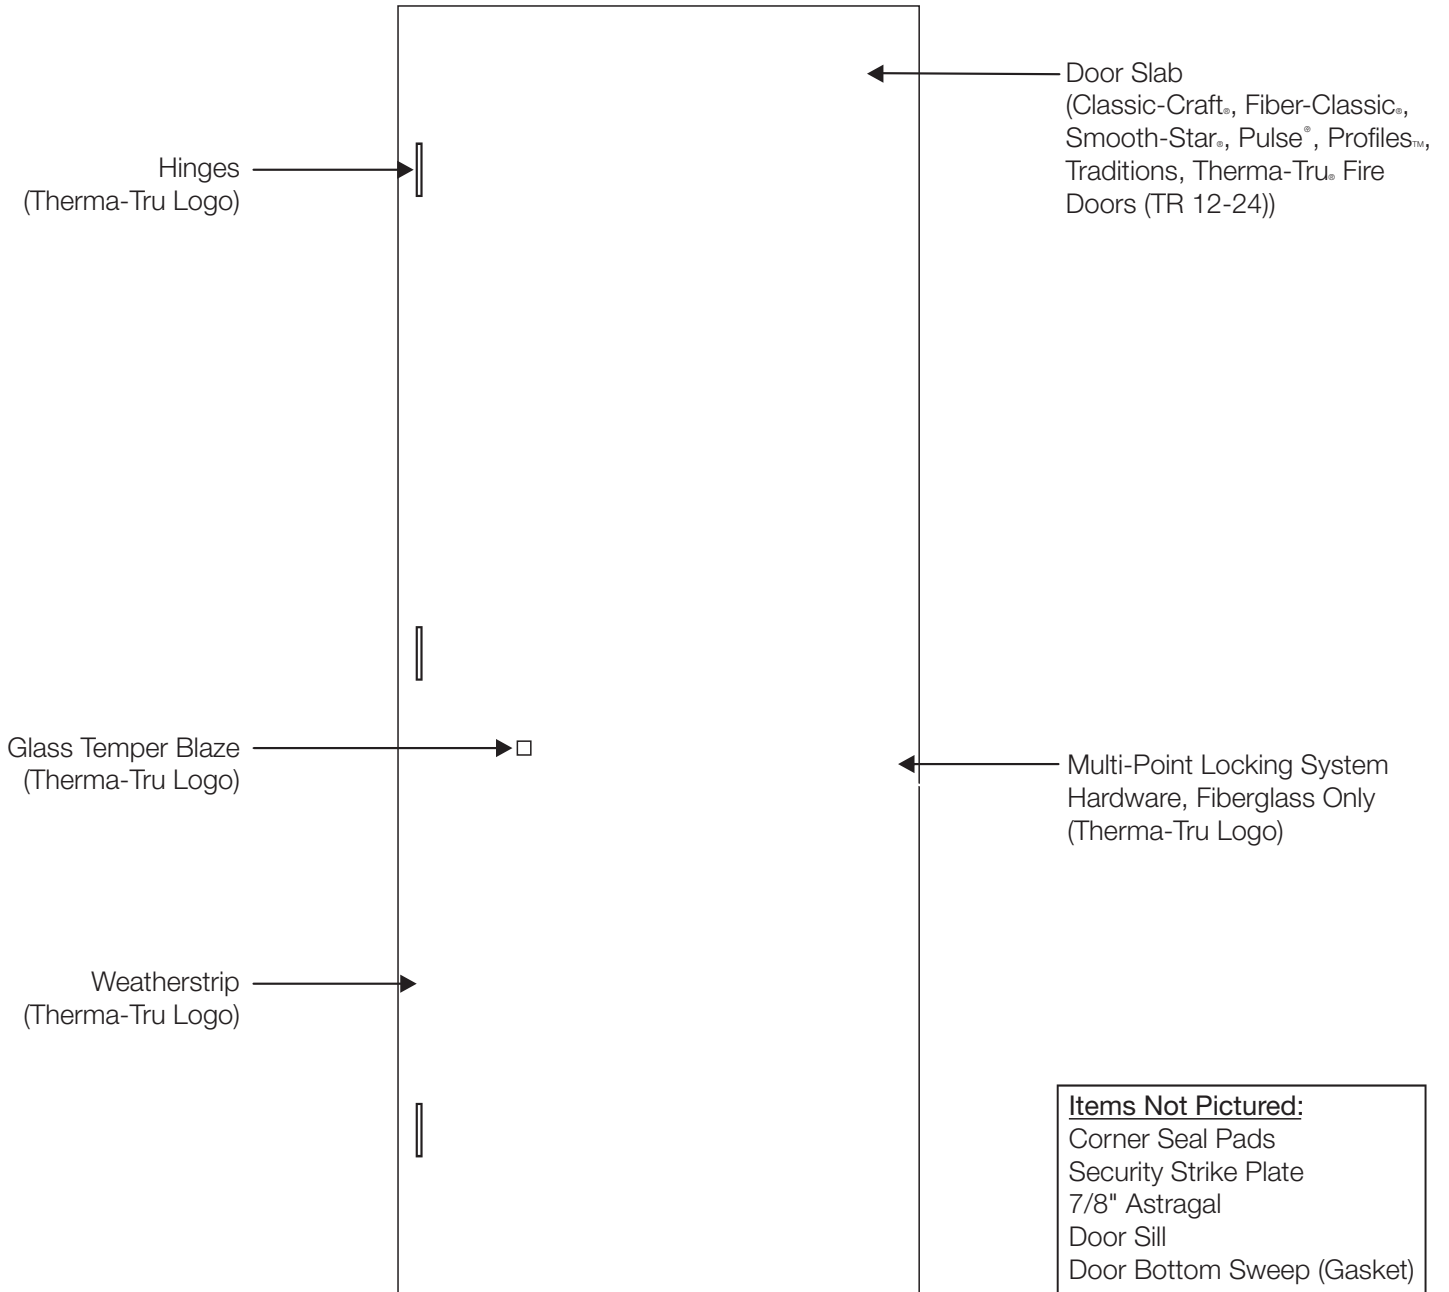 Door Slab
(Classic-Craft®, Fiber-Classic®,
Smooth-Star®, Pulse®, Profiles™,
Traditions, Therma-Tru® Fire
Doors (TR 12-24))
Hinges
(Therma-Tru Logo)
Glass Temper Blaze
(Therma-Tru Logo)
Multi-Point Locking System
Hardware, Fiberglass Only
(Therma-Tru Logo)
Weatherstrip
(Therma-Tru Logo)
Items Not Pictured:
Corner Seal Pads
Security Strike Plate
7/8" Astragal
Door Sill
Door Bottom Sweep (Gasket)